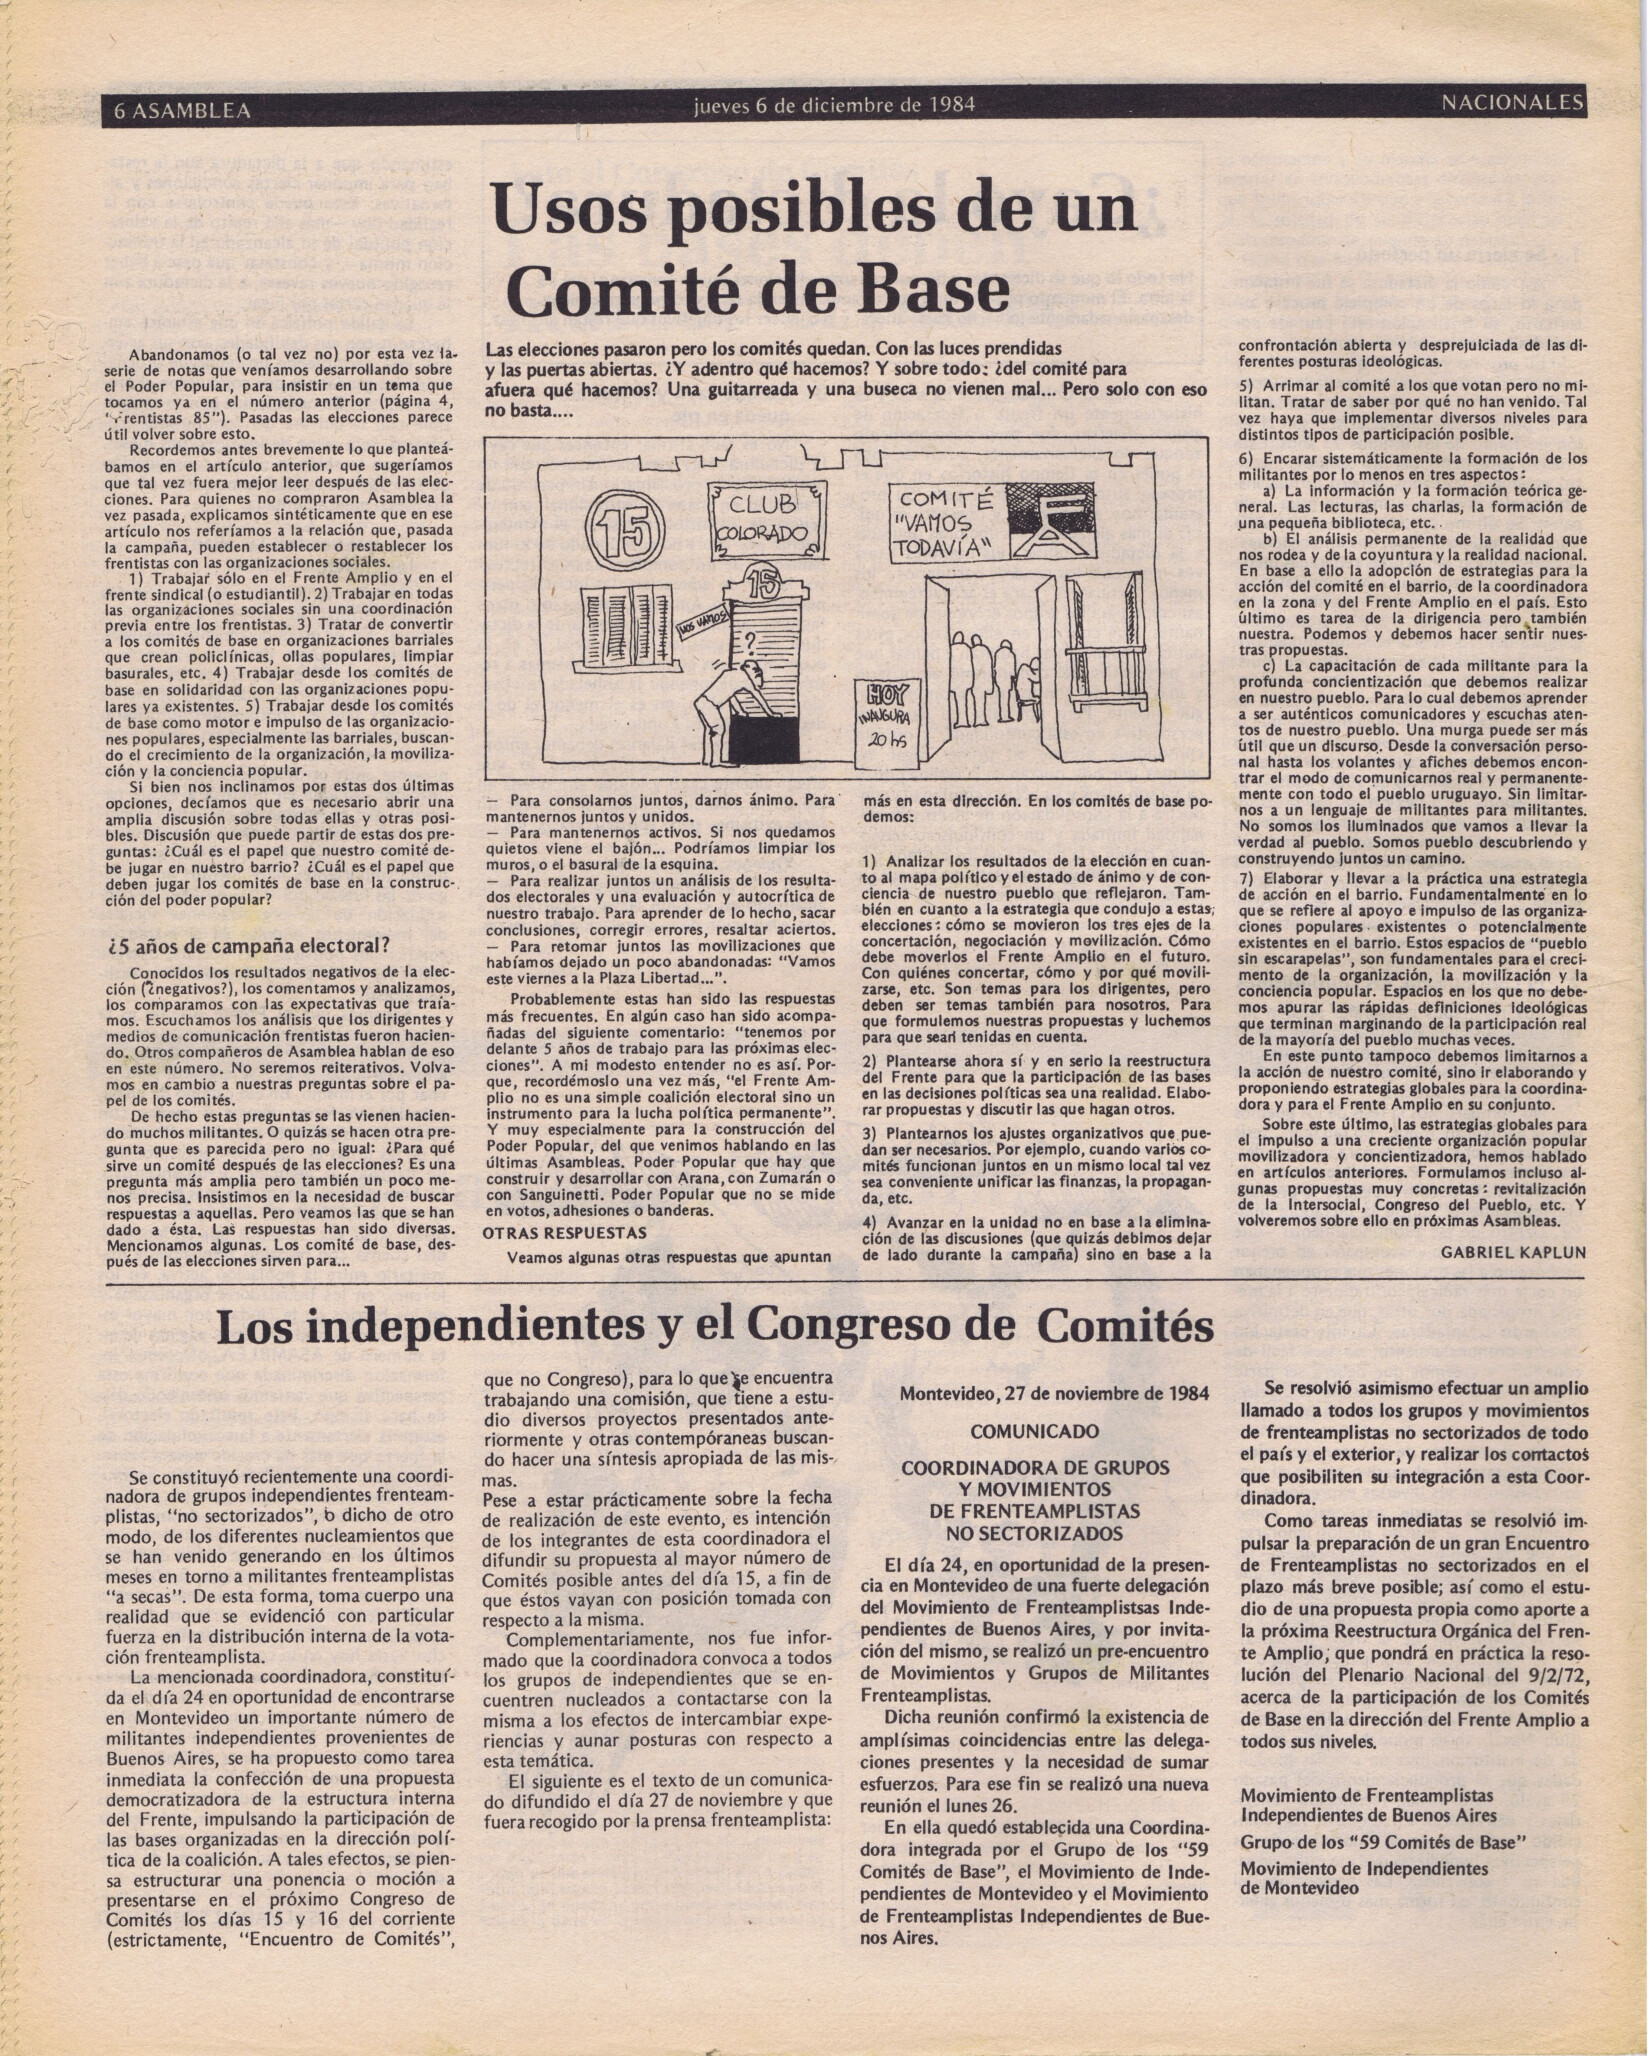 6 ASAMBLEA
jueves 6 de diciembre de 1984
NACIONALES
Usos posibles de un
Comité de Base
Las elecciones pasaron pero los comités quedan. Con las luces prendidas
y las puertas abiertas. ¿Y adentro qué hacemos? Y sobre todo: ¿del comité para
afuera qué hacemos? Una guitarreada y una buseca no vienen mal... Pero solo con eso
no basta....
Abandonamos (o tal vez no) por esta vez la
serie de notas que veníamos desarrollando sobre
el Poder Popular, para insistir en un tema que
tocamos ya en el número anterior (página 4,
"Frentistas 85"). Pasadas las elecciones parece
útil volver sobre esto.
Recordemos antes brevemente lo que planteá-
bamos en el artículo anterior, que sugeríamos
que tal vez fuera mejor leer después de las elec-
ciones. Para quienes no compraron Asamblea la
vez pasada, explicamos sintéticamente que en ese
artículo nos referíamos a la relación que, pasada
la campaña, pueden establecer o restablecer los
frentistas con las organizaciones sociales.
1) Trabajar sólo en el Frente Amplio y en el
frente sindical (o estudiantil). 2) Trabajar en todas
las organizaciones sociales sin una coordinación
previa entre los frentistas. 3) Tratar de convertir
a los comités de base en organizaciones barriales
que crean policlínicas, ollas populares, limpiar
basurales, etc. 4) Trabajar desde los comités de
base en solidaridad con las organizaciones popu-
lares ya existentes. 5) Trabajar desde los comités
de base como motor e impulso de las organizacio-
nes populares, especialmente las barriales, buscan-
do el crecimiento de la organización, la moviliza-
ción y la conciencia popular.
Si bien nos inclinamos por estas dos últimas
opciones, decíamos que es necesario abrir una
amplia discusión sobre todas ellas y otras posi-
bles. Discusión que puede partir de estas dos pre-
guntas: ¿Cuál es el papel que nuestro comité de-
be jugar en nuestro barrio? ¿Cuál es el papel que
deben jugar los comités de base en la construc-
ción del poder popular?
¿5 años de campaña electoral?
Conocidos los resultados negativos de la elec-
ción (¿negativos?), los comentamos y analizamos,
los comparamos con las expectativas que traía-
mos. Escuchamos los análisis que los dirigentes y
medios de comunicación frentistas fueron hacien-
do. Otros compañeros de Asamblea hablan de eso
en este número. No seremos reiterativos. Volva-
mos en cambio a nuestras preguntas sobre el pa-
pel de los comités.
De hecho estas preguntas se las vienen hacien-
do muchos militantes. O quizás se hacen otra pre-
gunta que es parecida pero no igual: ¿Para qué
sirve un comité después de las elecciones? Es una
pregunta más amplia pero también un poco me-
nos precisa. Insistimos en la necesidad de buscar
respuestas a aquellas. Pero veamos las que se han
dado a ésta. Las respuestas han sido diversas.
Mencionamos algunas. Los comité de base, des-
pués de las elecciones sirven para...
15
CLUB
COLORADO
COMITÉ
"VAMOS
TODAVÍA"
15
NOS VAMOS
?
HOY
INAUGURA
20 hs
— Para consolarnos juntos, darnos ánimo. Para
mantenernos juntos y unidos.
— Para mantenernos activos. Si nos quedamos
quietos viene el bajón... Podríamos limpiar los
muros, o el basural de la esquina.
— Para realizar juntos un análisis de los resulta-
dos electorales y una evaluación y autocrítica de
nuestro trabajo. Para aprender de lo hecho, sacar
conclusiones, corregir errores, resaltar aciertos.
— Para retomar juntos las movilizaciones que
habíamos dejado un poco abandonadas: "Vamos
este viernes a la Plaza Libertad...".
Probablemente estas han sido las respuestas
más frecuentes. En algún caso han sido acompa-
ñadas del siguiente comentario: "tenemos por
delante 5 años de trabajo para las próximas elec-
ciones". A mi modesto entender no es así. Por-
que, recordémoslo una vez más, "el Frente Am-
plio no es una simple coalición electoral sino un
instrumento para la lucha política permanente".
Y muy especialmente para la construcción del
Poder Popular, del que venimos hablando en las
últimas Asambleas. Poder Popular que hay que
construir y desarrollar con Arana, con Zumarán o
con Sanguinetti. Poder Popular que no se mide
en votos, adhesiones o banderas.
OTRAS RESPUESTAS
Veamos algunas otras respuestas que apuntan
más en esta dirección. En los comités de base po-
demos:
1) Analizar los resultados de la elección en cuan-
to al mapa político y el estado de ánimo y de con-
ciencia de nuestro pueblo que reflejaron. Tam-
bién en cuanto a la estrategia que condujo a estas
elecciones: cómo se movieron los tres ejes de la
concertación, negociación y movilización. Cómo
debe moverlos el Frente Amplio en el futuro.
Con quiénes concertar, cómo y por qué movili-
zarse, etc. Son temas para los dirigentes, pero
deben ser temas también para nosotros. Para
que formulemos nuestras propuestas y luchemos
para que sean tenidas en cuenta.
2) Plantearse ahora sí y en serio la reestructura
del Frente para que la participación de las bases
en las decisiones políticas sea una realidad. Elabo-
rar propuestas y discutir las que hagan otros.
3) Plantearnos los ajustes organizativos que pue-
dan ser necesarios. Por ejemplo, cuando varios co-
mités funcionan juntos en un mismo local tal vez
sea conveniente unificar las finanzas, la propagan-
da, etc.
4) Avanzar en la unidad no en base a la elimina-
ción de las discusiones (que quizás debimos dejar
de lado durante la campaña) sino en base a la
confrontación abierta y desprejuiciada de las di-
ferentes posturas ideológicas.
5) Arrimar al comité a los que votan pero no mi-
litan. Tratar de saber por qué no han venido. Tal
vez haya que implementar diversos niveles para
distintos tipos de participación posible.
6) Encarar sistemáticamente la formación de los
militantes por lo menos en tres aspectos:
a) La información y la formación teórica ge-
neral. Las lecturas, las charlas, la formación de
una pequeña biblioteca, etc.
b) El análisis permanente de la realidad que
nos rodea y de la coyuntura y la realidad nacional.
En base a ello la adopción de estrategias para la
acción del comité en el barrio, de la coordinadora
en la zona y del Frente Amplio en el país. Esto
último es tarea de la dirigencia pero también
nuestra. Podemos y debemos hacer sentir nues-
tras propuestas.
c) La capacitación de cada militante para la
profunda concientización que debemos realizar
en nuestro pueblo. Para lo cual debemos aprender
a ser auténticos comunicadores y escuchas aten-
tos de nuestro pueblo. Una murga puede ser más
útil que un discurso. Desde la conversación perso-
nal hasta los volantes y afiches debemos encon-
trar el modo de comunicarnos real y permanente-
mente con todo el pueblo uruguayo. Sin limitar-
nos a un lenguaje de militantes para militantes.
No somos los iluminados que vamos a llevar la
verdad al pueblo. Somos pueblo descubriendo y
construyendo juntos un camino.
7) Elaborar y llevar a la práctica una estrategia
de acción en el barrio. Fundamentalmente en lo
que se refiere al apoyo e impulso de las organiza-
ciones populares existentes o potencialmente
existentes en el barrio. Estos espacios de "pueblo
sin escarapelas", son fundamentales para el creci-
mento de la organización, la movilización y la
conciencia popular. Espacios en los que no debe-
mos apurar las rápidas definiciones ideológicas
que terminan marginando de la participación real
de la mayoría del pueblo muchas veces.
En este punto tampoco debemos limitarnos a
la acción de nuestro comité, sino ir elaborando y
proponiendo estrategias globales para la coordina-
dora y para el Frente Amplio en su conjunto.
Sobre este último, las estrategias globales para
el impulso a una creciente organización popular
movilizadora y concientizadora, hemos hablado
en artículos anteriores. Formulamos incluso al-
gunas propuestas muy concretas: revitalización
de la Intersocial, Congreso del Pueblo, etc. Y
volveremos sobre ello en próximas Asambleas.
GABRIEL KAPLUN
Los independientes y el Congreso de Comités
Se constituyó recientemente una coordi-
nadora de grupos independientes frenteam-
plistas, "no sectorizados", o dicho de otro
modo, de los diferentes nucleamientos que
se han venido generando en los últimos
meses en torno a militantes frenteamplistas
"a secas". De esta forma, toma cuerpo una
realidad que se evidenció con particular
fuerza en la distribución interna de la vota-
ción frenteamplista.
La mencionada coordinadora, constituí-
da el día 24 en oportunidad de encontrarse
en Montevideo un importante número de
militantes independientes provenientes de
Buenos Aires, se ha propuesto como tarea
inmediata la confección de una propuesta
democratizadora de la estructura interna
del Frente, impulsando la participación de
las bases organizadas en la dirección polí-
tica de la coalición. A tales efectos, se pien-
sa estructurar una ponencia o moción a
presentarse en el próximo Congreso de
Comités los días 15 y 16 del corriente
(estrictamente, "Encuentro de Comités",
que no Congreso), para lo que se encuentra
trabajando una comisión, que tiene a estu-
dio diversos proyectos presentados ante-
riormente y otras contempóraneas buscan-
do hacer una síntesis apropiada de las mis-
mas.
Pese a estar prácticamente sobre la fecha
de realización de este evento, es intención
de los integrantes de esta coordinadora el
difundir su propuesta al mayor número de
Comités posible antes del día 15, a fin de
que éstos vayan con posición tomada con
respecto a la misma.
Complementariamente, nos fue infor-
mado que la coordinadora convoca a todos
los grupos de independientes que se en-
cuentren nucleados a contactarse con la
misma a los efectos de intercambiar expe-
riencias y aunar posturas con respecto a
esta temática.
El siguiente es el texto de un comunica-
do difundido el día 27 de noviembre y que
fuera recogido por la prensa frenteamplista:
Montevideo, 27 de noviembre de 1984
COMUNICADO
COORDINADORA DE GRUPOS
Y MOVIMIENTOS
DE FRENTEAMPLISTAS
NO SECTORIZADOS
El día 24, en oportunidad de la presen-
cia en Montevideo de una fuerte delegación
del Movimiento de Frenteamplistsas Inde-
pendientes de Buenos Aires, y por invita-
ción del mismo, se realizó un pre-encuentro
de Movimientos y Grupos de Militantes
Frenteamplistas.
Dicha reunión confirmó la existencia de
amplísimas coincidencias entre las delega-
ciones presentes y la necesidad de sumar
esfuerzos. Para ese fin se realizó una nueva
reunión el lunes 26.
En ella quedó establecida una Coordina-
dora integrada por el Grupo de los "59
Comités de Base", el Movimiento de Inde-
pendientes de Montevideo y el Movimiento
de Frenteamplistas Independientes de Bue-
nos Aires.
Se resolvió asimismo efectuar un amplio
llamado a todos los grupos y movimientos
de frenteamplistas no sectorizados de todo
el país y el exterior, y realizar los contactos
que posibiliten su integración a esta Coor-
dinadora.
Como tareas inmediatas se resolvió im-
pulsar la preparación de un gran Encuentro
de Frenteamplistas no sectorizados en el
plazo más breve posible; así como el estu-
dio de una propuesta propia como aporte a
la próxima Reestructura Orgánica del Fren-
te Amplio, que pondrá en práctica la reso-
lución del Plenario Nacional del 9/2/72,
acerca de la participación de los Comités
de Base en la dirección del Frente Amplio a
todos sus niveles.
Movimiento de Frenteamplistas
Independientes de Buenos Aires
Grupo de los "59 Comités de Base"
Movimiento de Independientes
de Montevideo